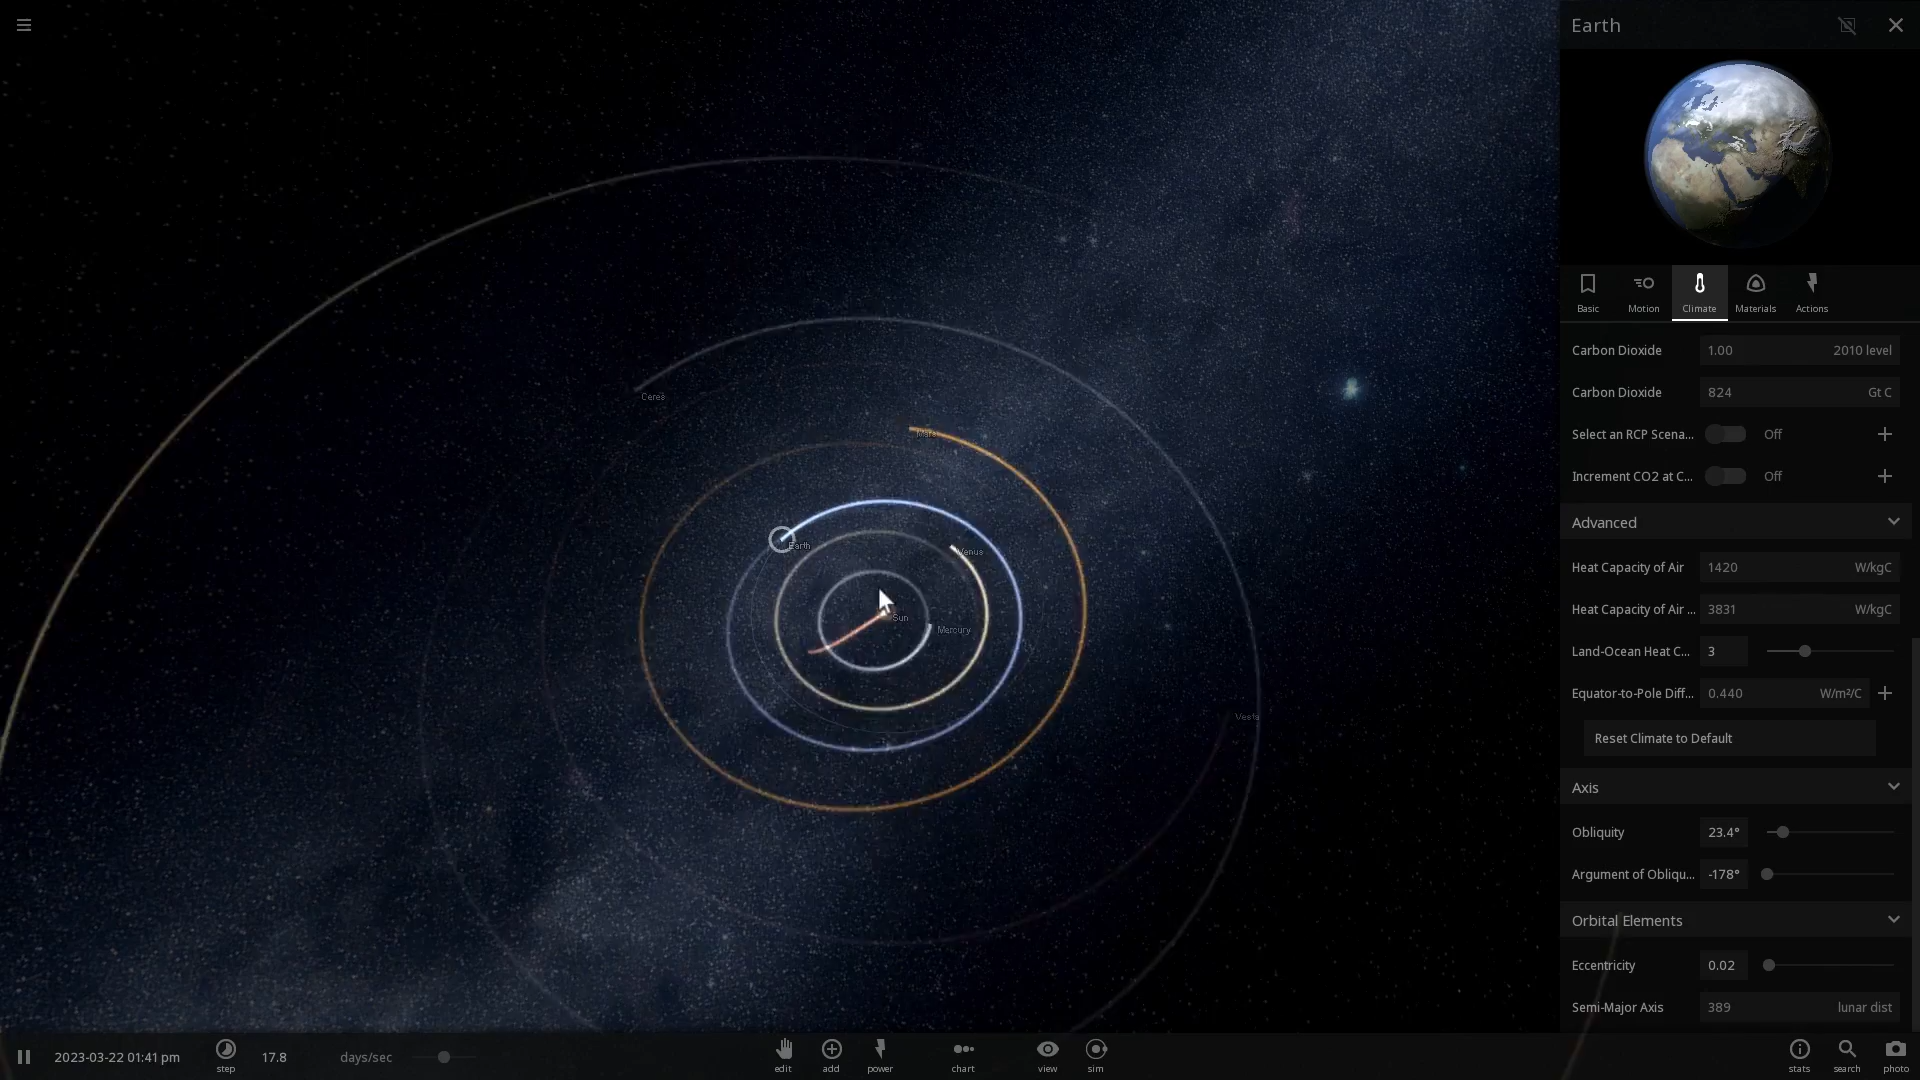 Earth
Basic
Motion
Climate
Materials
Actions
Carbon Dioxide 1.00 2010 level
Carbon Dioxide 824 Gt C
Select an RCP Scena... Off
Increment CO2 at C... Off
Advanced
Heat Capacity of Air 1420 W/kgC
Heat Capacity of Air ... 3831 W/kgC
Land-Ocean Heat C... 3
Equator-to-Pole Diff... 0.440 W/m²/C
Reset Climate to Default
Axis
Obliquity 23.4°
Argument of Obliqu... -178°
Orbital Elements
Eccentricity 0.02
Semi-Major Axis 389 lunar dist
Ceres
Mars
Earth
Venus
Sun
Mercury
Vesta
2023-03-22 01:41 pm
step
17.8 days/sec
edit
add
power
chart
view
sim
stats
search
photo